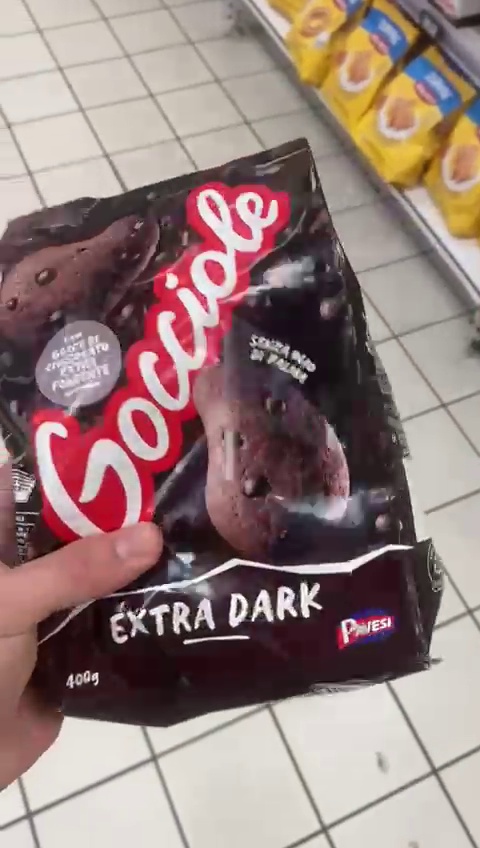 Gocciole
CON
GOCCE DI
CIOCCOLATO
EXTRA
FONDENTE
SENZA OLIO
DI PALMA
EXTRA DARK
PAVESI
400g